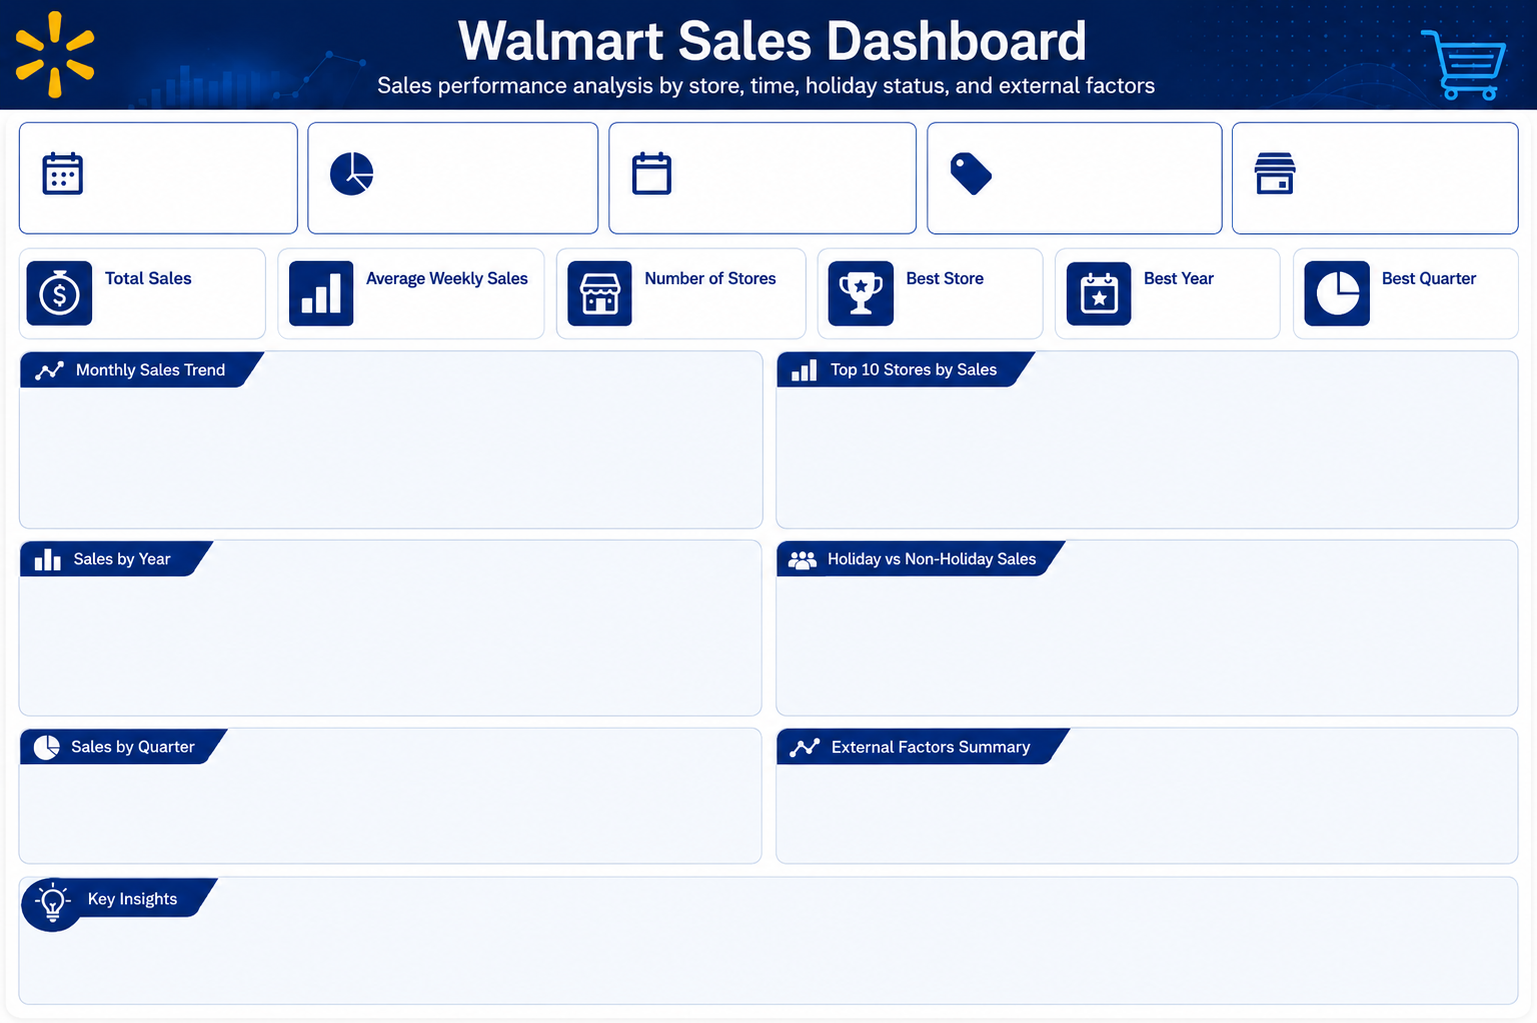 Walmart Sales Dashboard
Sales performance analysis by store, time, holiday status, and external factors
Total Sales
Average Weekly Sales
Number of Stores
Best Store
Best Year
Best Quarter
Monthly Sales Trend
Top 10 Stores by Sales
Sales by Year
Holiday vs Non-Holiday Sales
Sales by Quarter
External Factors Summary
Key Insights